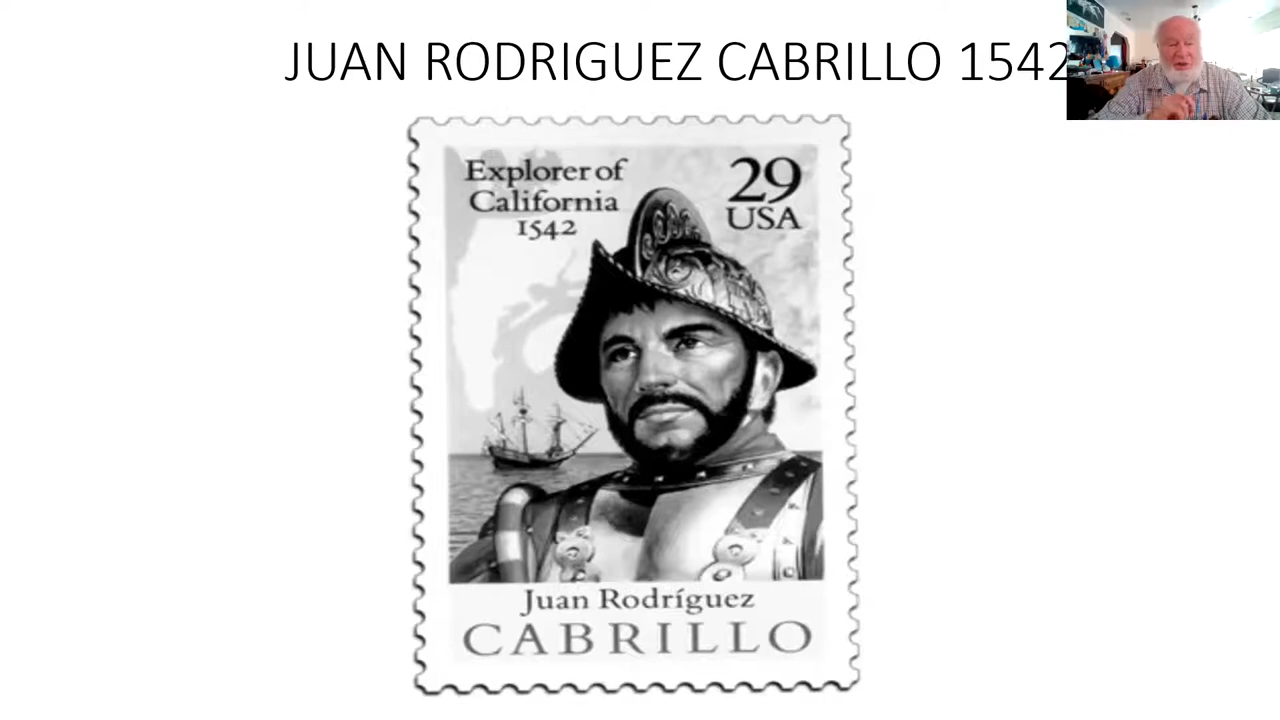 JUAN RODRIGUEZ CABRILLO 1542
Explorer of
California
1542
29
USA
Juan Rodríguez
CABRILLO